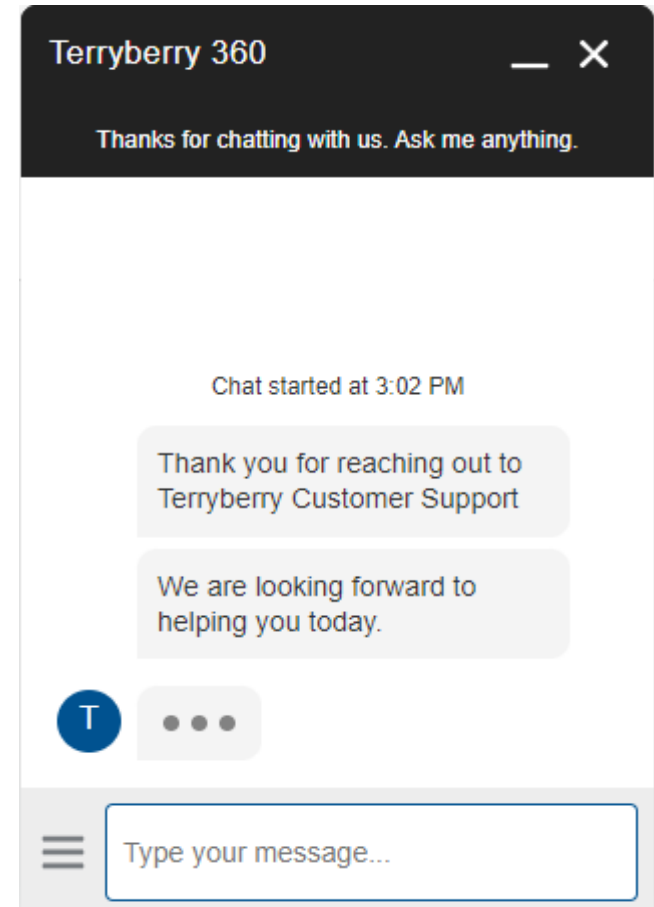 Terryberry 360
Thanks for chatting with us. Ask me anything.
Chat started at 3:02 PM
Thank you for reaching out to
Terryberry Customer Support
We are looking forward to
helping you today.
T
Type your message...